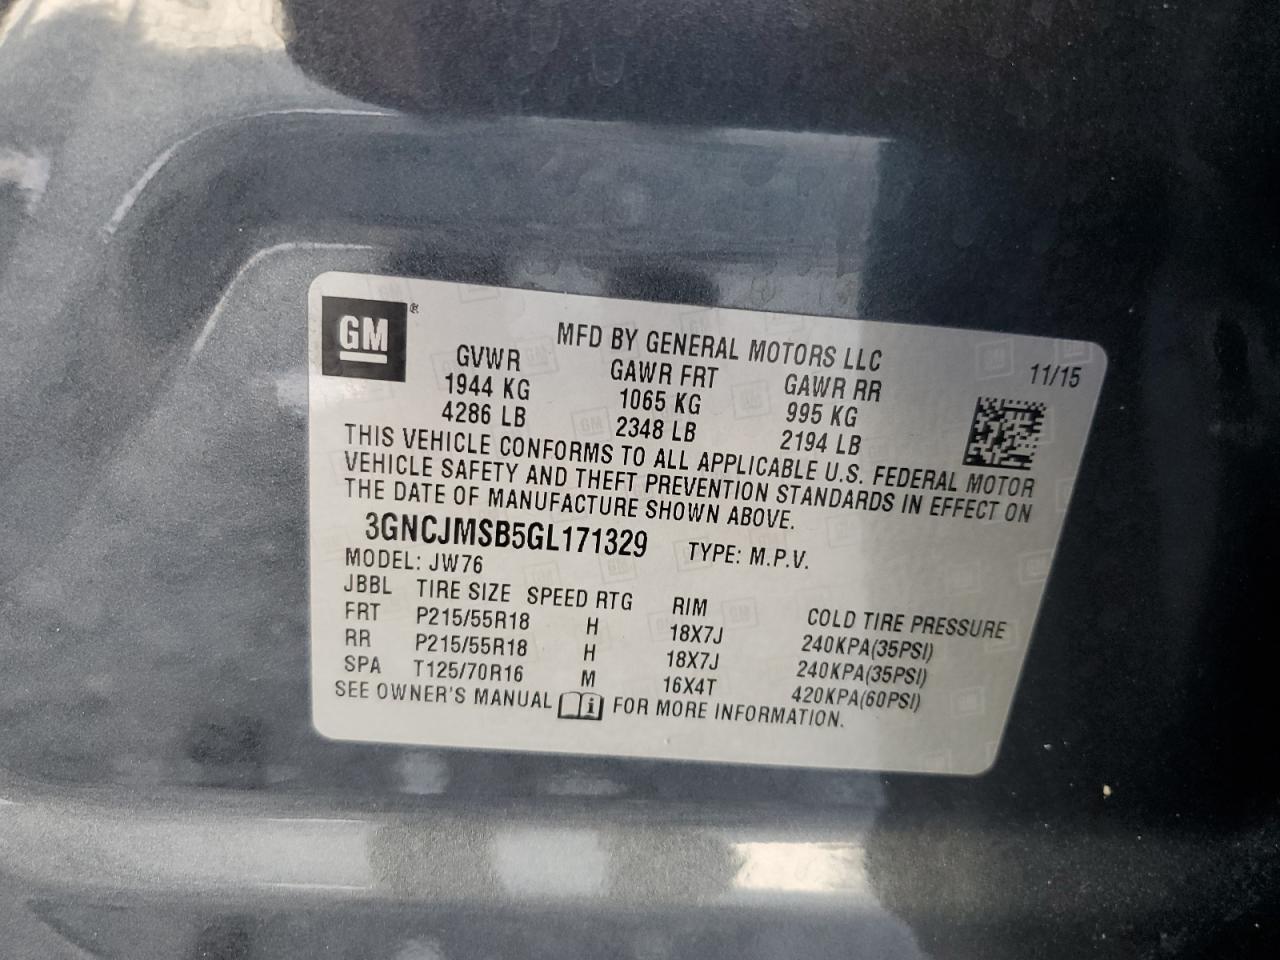 GM®
MFD BY GENERAL MOTORS LLC
11/15
GVWR GAWR FRT GAWR RR
1944 KG 1065 KG 995 KG
4286 LB 2348 LB 2194 LB
THIS VEHICLE CONFORMS TO ALL APPLICABLE U.S. FEDERAL MOTOR
VEHICLE SAFETY AND THEFT PREVENTION STANDARDS IN EFFECT ON
THE DATE OF MANUFACTURE SHOWN ABOVE.
3GNCJMSB5GL171329 TYPE: M.P.V.
MODEL: JW76
JBBL TIRE SIZE SPEED RTG RIM COLD TIRE PRESSURE
FRT P215/55R18 H 18X7J 240KPA(35PSI)
RR P215/55R18 H 18X7J 240KPA(35PSI)
SPA T125/70R16 M 16X4T 420KPA(60PSI)
SEE OWNER'S MANUAL i FOR MORE INFORMATION.